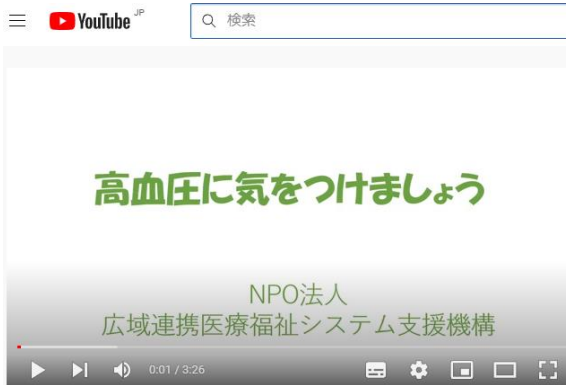 YouTube JP
検索
高血圧に気をつけましょう
NPO法人
広域連携医療福祉システム支援機構
0:01 / 3:26